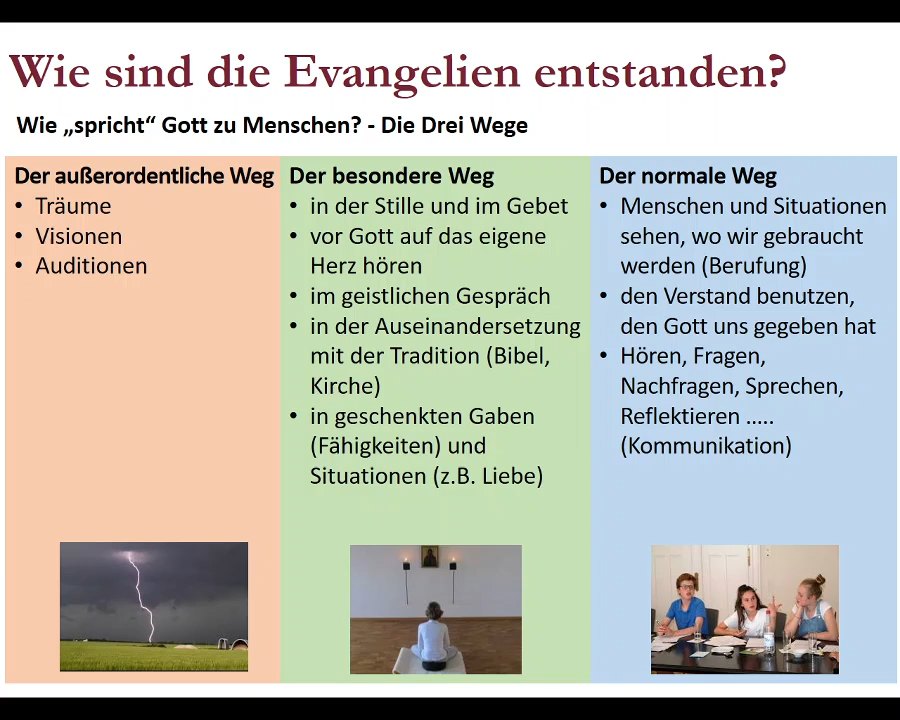 Wie sind die Evangelien entstanden?
Wie „spricht“ Gott zu Menschen? - Die Drei Wege
Der außerordentliche Weg
• Träume
• Visionen
• Auditionen
Der besondere Weg
• in der Stille und im Gebet
• vor Gott auf das eigene
Herz hören
• im geistlichen Gespräch
• in der Auseinandersetzung
mit der Tradition (Bibel,
Kirche)
• in geschenkten Gaben
(Fähigkeiten) und
Situationen (z.B. Liebe)
Der normale Weg
• Menschen und Situationen
sehen, wo wir gebraucht
werden (Berufung)
• den Verstand benutzen,
den Gott uns gegeben hat
• Hören, Fragen,
Nachfragen, Sprechen,
Reflektieren .....
(Kommunikation)